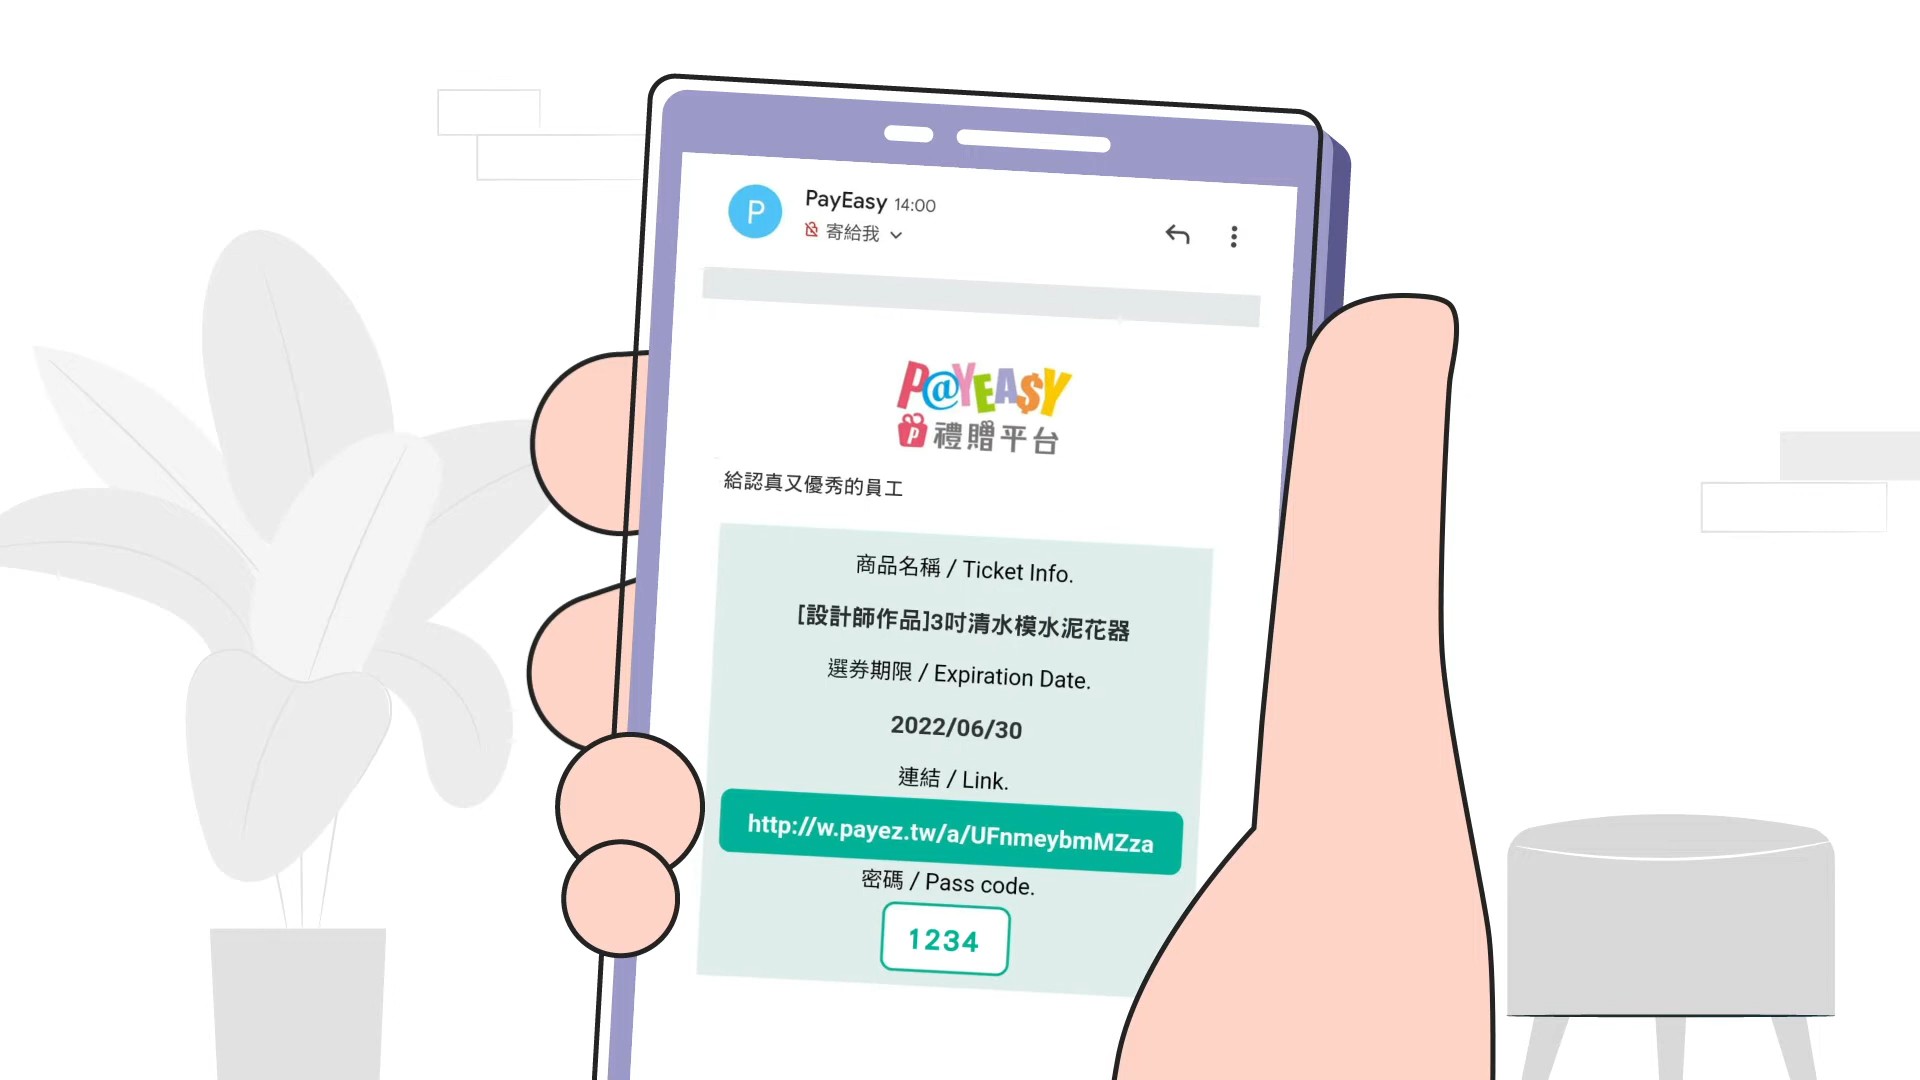 P
PayEasy 14:00
寄給我
P@YEA$Y
P 禮贈平台
給認真又優秀的員工
商品名稱 / Ticket Info.
[設計師作品]3吋清水模水泥花器
選券期限 / Expiration Date.
2022/06/30
連結 / Link.
http://w.payez.tw/a/UFnmeybmMZza
密碼 / Pass code.
1234